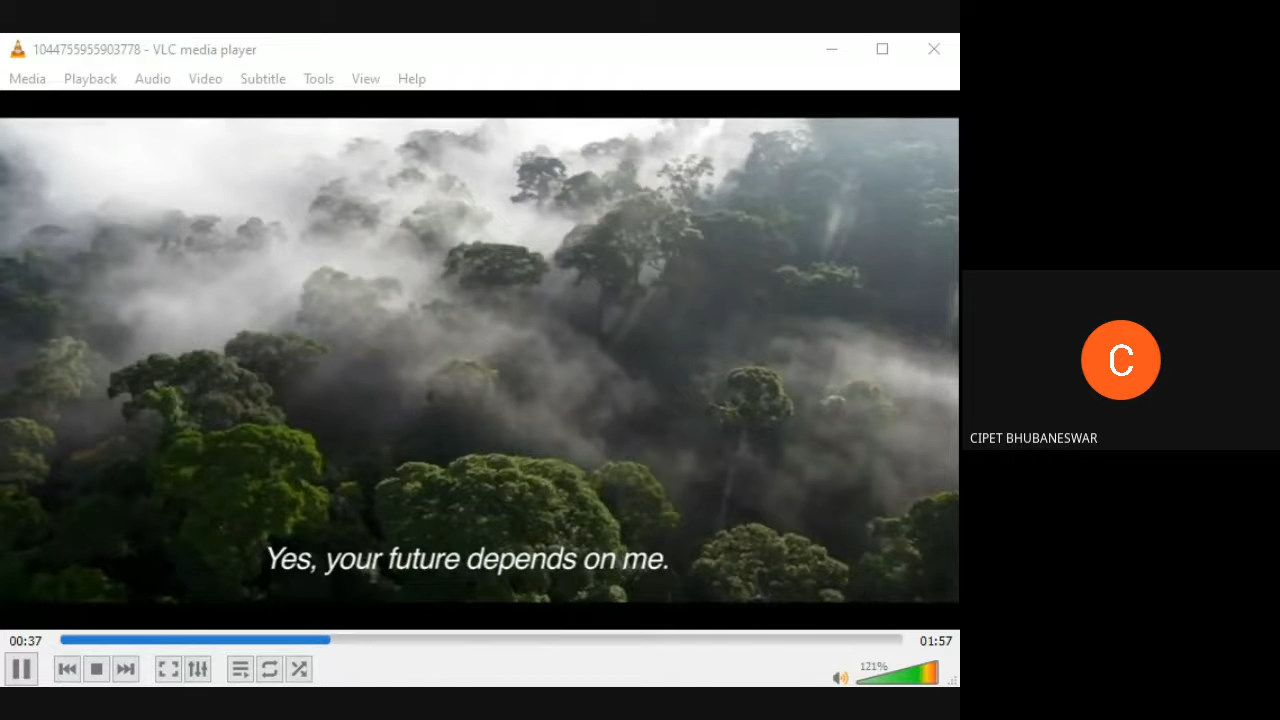 1044755955903778 - VLC media player
Media Playback Audio Video Subtitle Tools View Help
Yes, your future depends on me.
00:37
01:57
121%
C
CIPET BHUBANESWAR